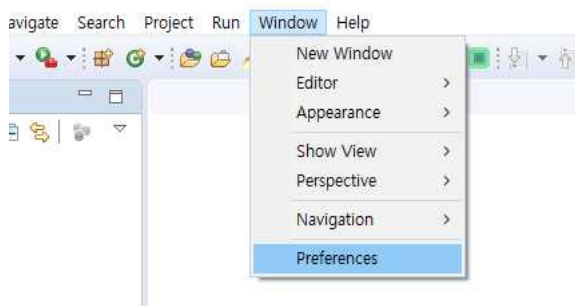 avigate Search Project Run Window Help
New Window
Editor
Appearance
Show View
Perspective
Navigation
Preferences